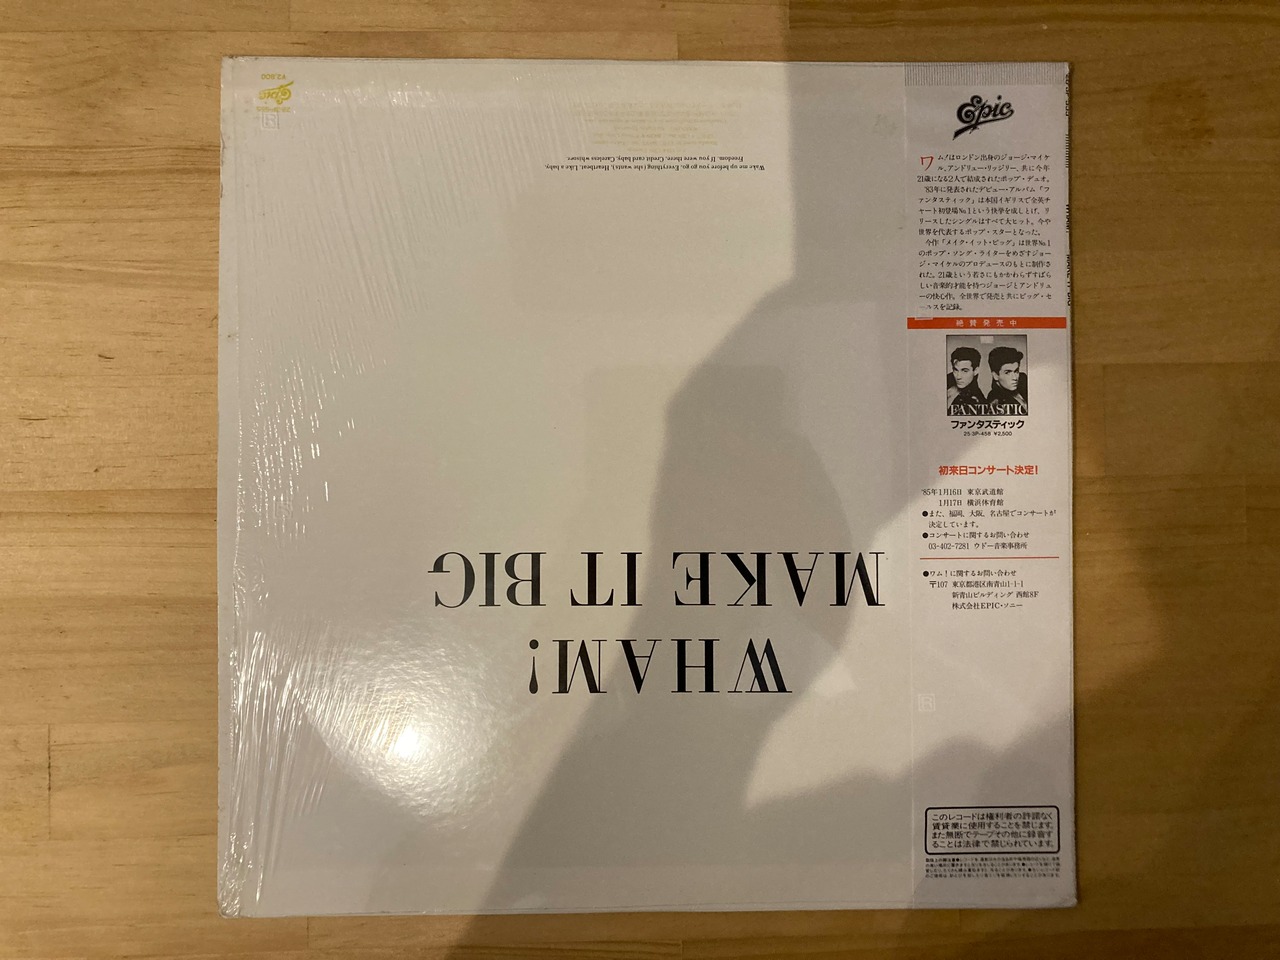 ¥2,800
Epic
Wake me up before you go go. Everything she wants). Heartbeat. Like a baby.
Freedom. If you were there. Credit card baby. Careless whisper.
MAKE IT BIG
WHAM!
Epic
ワム!はロンドン出身のジョージ・マイケ
ル、アンドリュー・リッジリー、共に今年
21歳になる2人で結成されたポップ・デュオ。
'83年に発表されたデビュー・アルバム「フ
ァンタスティック」は本国イギリスで全英チ
ャート初登場No.1という快挙を成しとげ、リ
リースしたシングルはすべて大ヒット。今や
世界を代表するポップ・スターとなった。
今作「メイク・イット・ビッグ」は世界No.1
のポップ・ソング・ライターをめざすジョー
ジ・マイケルのプロデュースのもとに制作さ
れた。21歳という若さにもかかわらずすばら
しい音楽的才能を持つジョージとアンドリュ
ーの快心作。全世界で発売と共にビッグ・セ
ールスを記録。
絶賛発売中
FANTASTIC
ファンタスティック
25·3P-458 ¥2,500
初来日コンサート決定!
'85年1月16日 東京武道館
1月17日 横浜体育館
●また、福岡、大阪、名古屋でコンサートが
決定しています。
●コンサートに関するお問い合わせ
03-402-7281 ウドー音楽事務所
●ワム!に関するお問い合わせ
〒107 東京都港区南青山1-1-1
新青山ビルディング 西館8F
株式会社EPIC・ソニー
R
このレコードは権利者の許諾なく
賃貸業に使用することを禁じます。
また無断でテープその他に録音す
ることは法律で禁じられています。